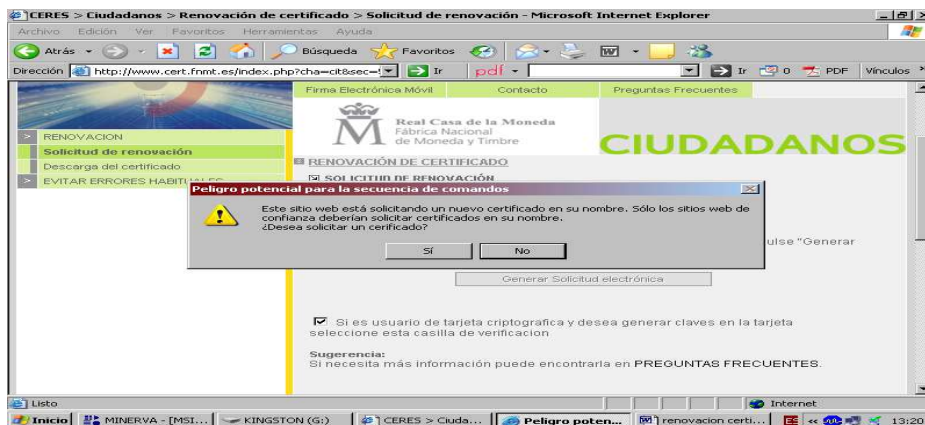 CERES > Ciudadanos > Renovación de certificado > Solicitud de renovación - Microsoft Internet Explorer
Archivo Edición Ver Favoritos Herramientas Ayuda
Atrás Búsqueda Favoritos
Dirección http://www.cert.fnmt.es/index.php?cha=cit&sec= Ir pdf Ir 0 PDF Vínculos
Firma Electrónica Móvil Contacto Preguntas Frecuentes
Real Casa de la Moneda
Fábrica Nacional
de Moneda y Timbre
CIUDADANOS
RENOVACION
Solicitud de renovación
Descarga del certificado
EVITAR ERRORES HABITUALES
RENOVACIÓN DE CERTIFICADO
SOLICITUD DE RENOVACIÓN
Peligro potencial para la secuencia de comandos
Este sitio web está solicitando un nuevo certificado en su nombre. Sólo los sitios web de
confianza deberían solicitar certificados en su nombre.
¿Desea solicitar un cerificado?
Sí No
ulse "Generar
Generar Solicitud electrónica
Si es usuario de tarjeta criptografica y desea generar claves en la tarjeta
seleccione esta casilla de verificacion
Sugerencia:
Si necesita más información puede encontrarla en PREGUNTAS FRECUENTES.
Listo Internet
Inicio MINERVA - [MSI... KINGSTON (G:) CERES > Ciuda... Peligro poten... renovacion certi... 13:20